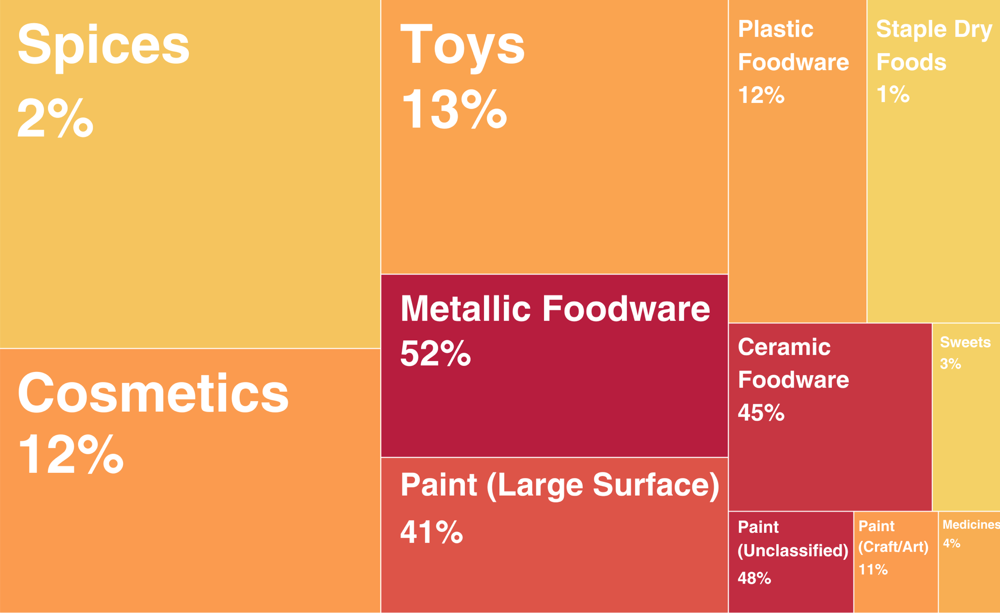 Spices
2%
Cosmetics
12%
Toys
13%
Metallic Foodware
52%
Paint (Large Surface)
41%
Plastic
Foodware
12%
Staple Dry
Foods
1%
Ceramic
Foodware
45%
Sweets
3%
Paint
(Unclassified)
48%
Paint
(Craft/Art)
11%
Medicines
4%